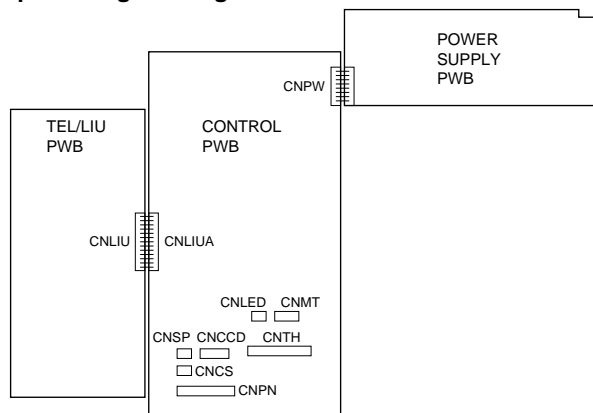 POWER
SUPPLY
PWB
CNPW
TEL/LIU
PWB
CONTROL
PWB
CNLIU
CNLIUA
CNLED CNMT
CNSP CNCCD CNTH
CNCS
CNPN